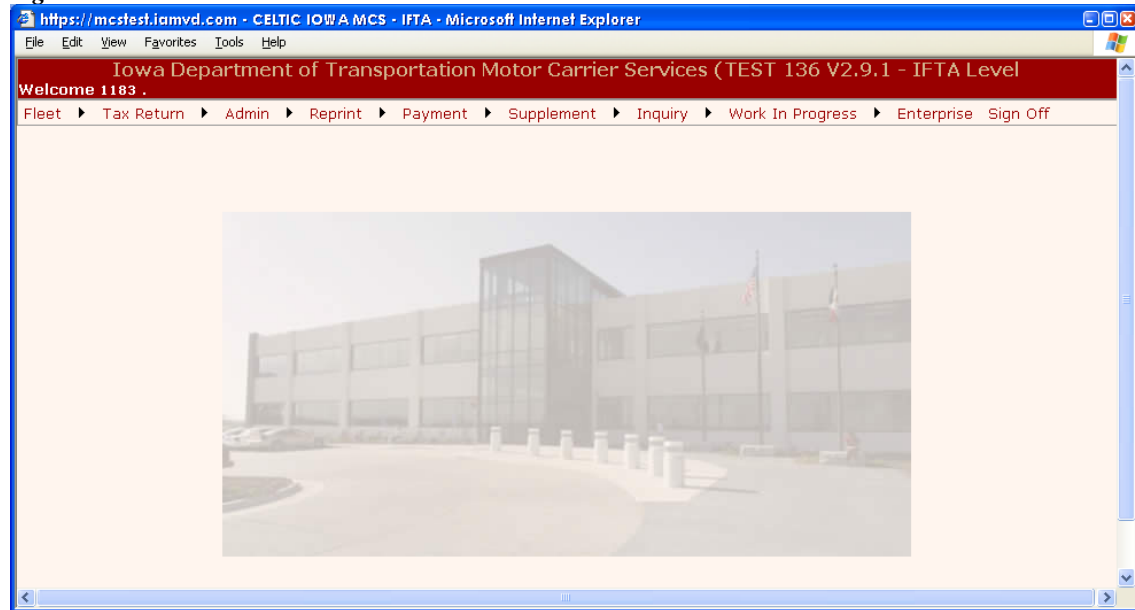 https://mcstest.iamvd.com - CELTIC IOWA MCS - IFTA - Microsoft Internet Explorer
File Edit View Favorites Tools Help
Iowa Department of Transportation Motor Carrier Services (TEST 136 V2.9.1 - IFTA Level
Welcome 1183 .
Fleet Tax Return Admin Reprint Payment Supplement Inquiry Work In Progress Enterprise Sign Off